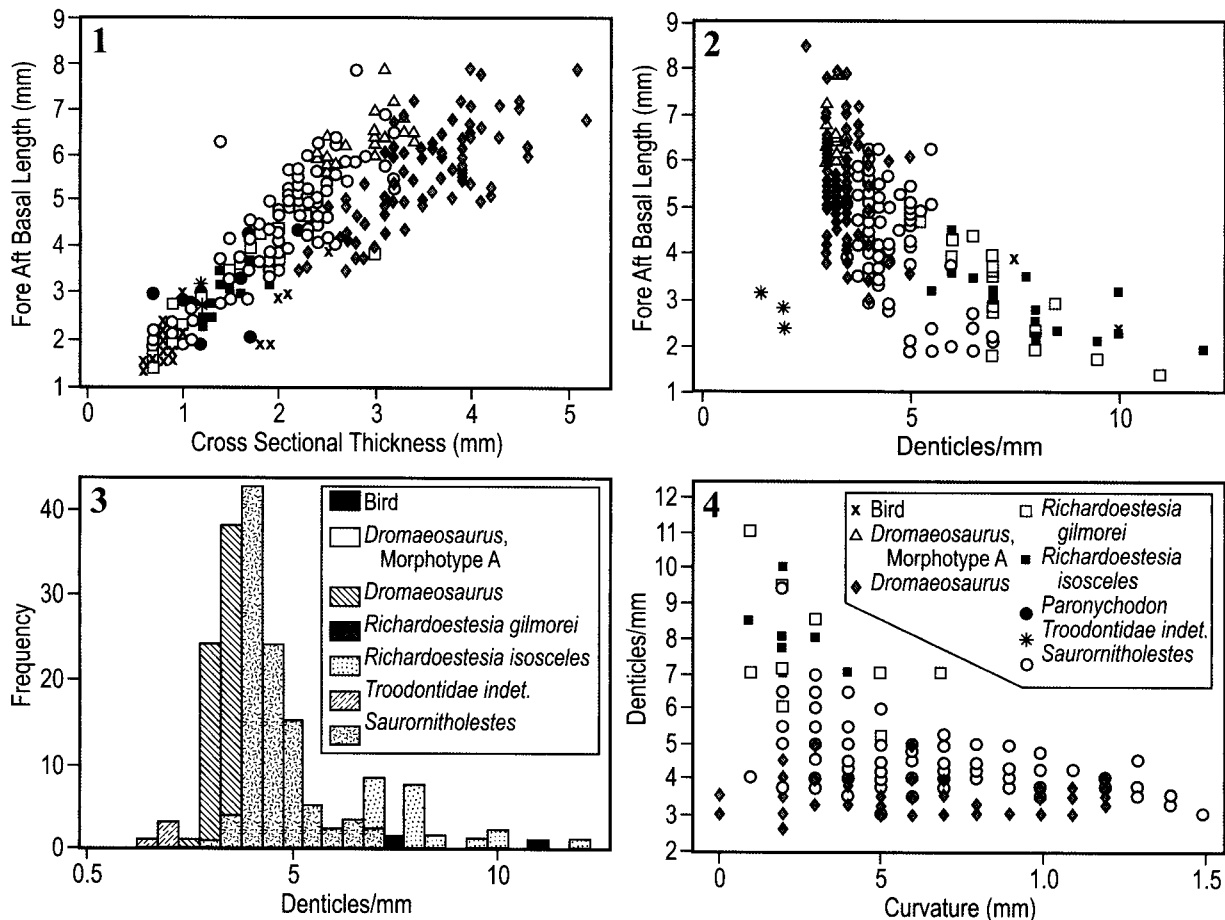 1
Fore Aft Basal Length (mm)
9
8
7
6
5
4
3
2
1
0
1
2
3
4
5
Cross Sectional Thickness (mm)
2
Fore Aft Basal Length (mm)
9
8
7
6
5
4
3
2
1
0
5
10
Denticles/mm
3
Frequency
40
30
20
10
0
0.5
5
10
Denticles/mm
Bird
Dromaeosaurus,
Morphotype A
Dromaeosaurus
Richardoestesia gilmorei
Richardoestesia isosceles
Troodontidae indet.
Saurornitholestes
4
Denticles/mm
12
11
10
9
8
7
6
5
4
3
2
0
5
1.0
1.5
Curvature (mm)
x Bird
Dromaeosaurus,
Morphotype A
Dromaeosaurus
Richardoestesia
gilmorei
Richardoestesia
isosceles
Paronychodon
Troodontidae indet.
Saurornitholestes